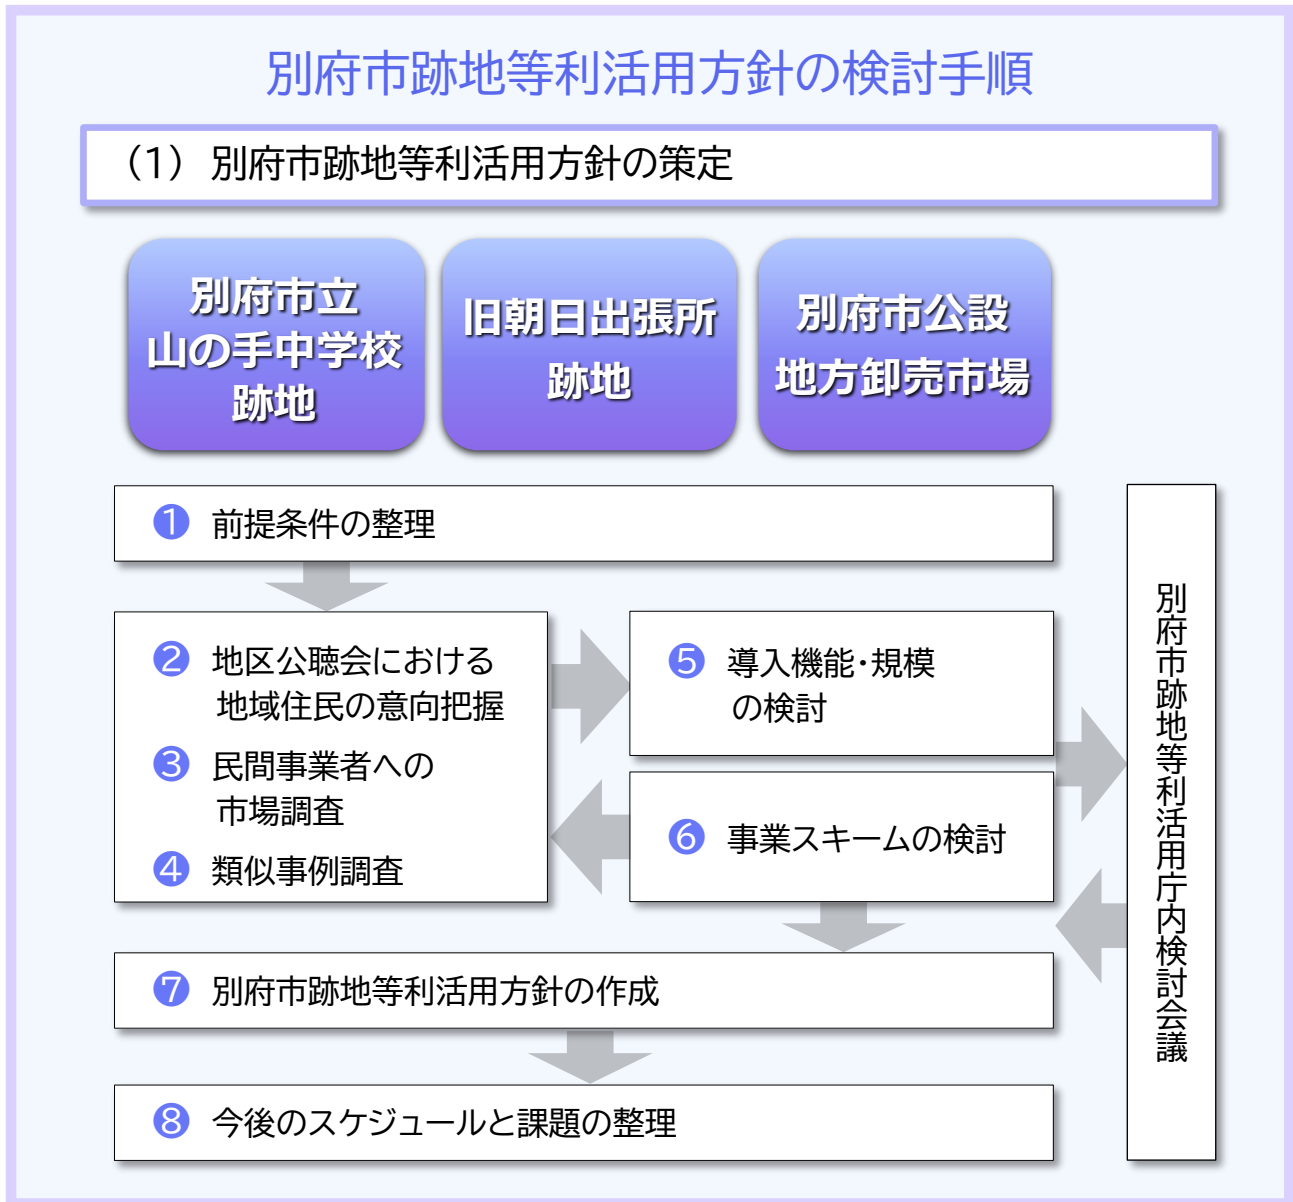 別府市跡地等利活用方針の検討手順
（1） 別府市跡地等利活用方針の策定
別府市立
山の手中学校
跡地
旧朝日出張所
跡地
別府市公設
地方卸売市場
❶ 前提条件の整理
❷ 地区公聴会における
地域住民の意向把握
❸ 民間事業者への
市場調査
❹ 類似事例調査
❺ 導入機能・規模
の検討
❻ 事業スキームの検討
❼ 別府市跡地等利活用方針の作成
❽ 今後のスケジュールと課題の整理
別府市跡地等利活用庁内検討会議